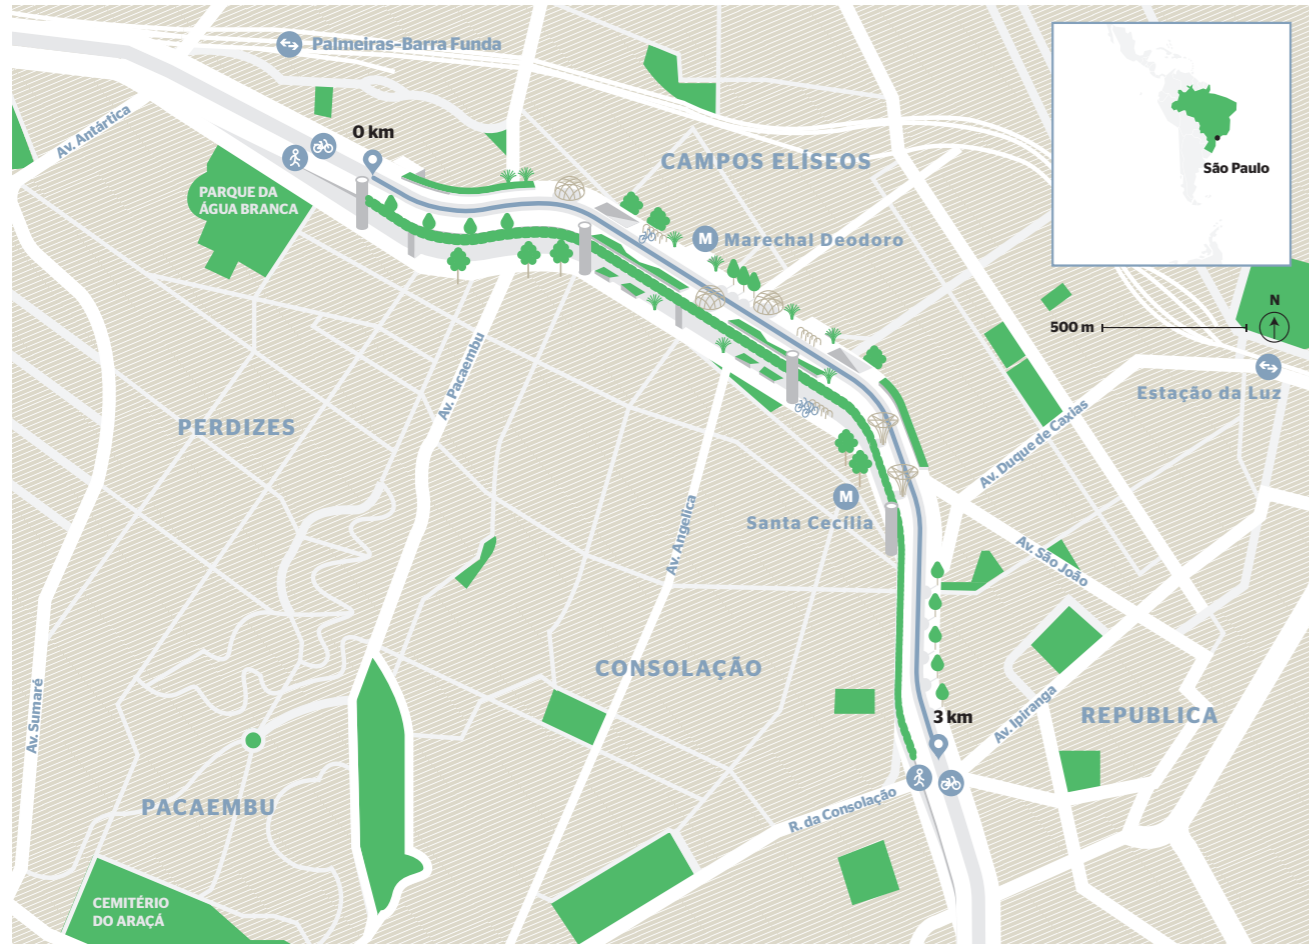 Palmeiras-Barra Funda
Av. Antártica
0 km
CAMPOS ELÍSEOS
São Paulo
PARQUE DA
ÁGUA BRANCA
M
Marechal Deodoro
N
500 m
Estação da Luz
Av. Pacaembu
PERDIZES
Av. Duque de Caxias
M
Santa Cecília
Av. Angelica
Av. São João
CONSOLAÇÃO
Av. Sumaré
3 km
Av. Ipiranga
REPUBLICA
PACAEMBU
R. da Consolação
CEMITÉRIO
DO ARAÇÁ